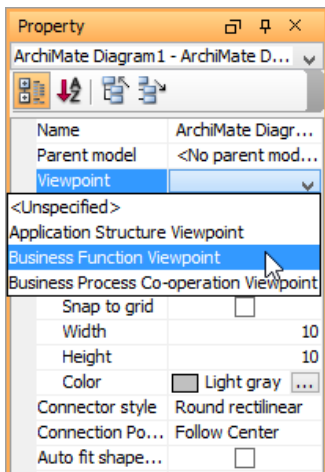 Property
ArchiMate Diagram1 - ArchiMate D...
Name ArchiMate Diagr...
Parent model <No parent mod...
Viewpoint
<Unspecified>
Application Structure Viewpoint
Business Function Viewpoint
Business Process Co-operation Viewpoint
Snap to grid
Width 10
Height 10
Color Light gray ...
Connector style Round rectilinear
Connection Po... Follow Center
Auto fit shape...